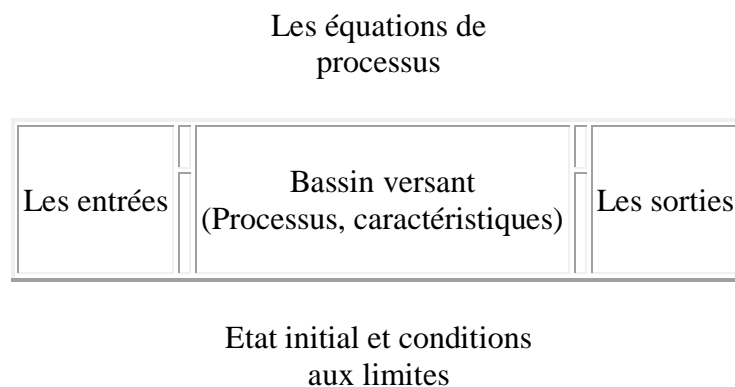 Les équations de
processus
Les entrées
Bassin versant
(Processus, caractéristiques)
Les sorties
Etat initial et conditions
aux limites